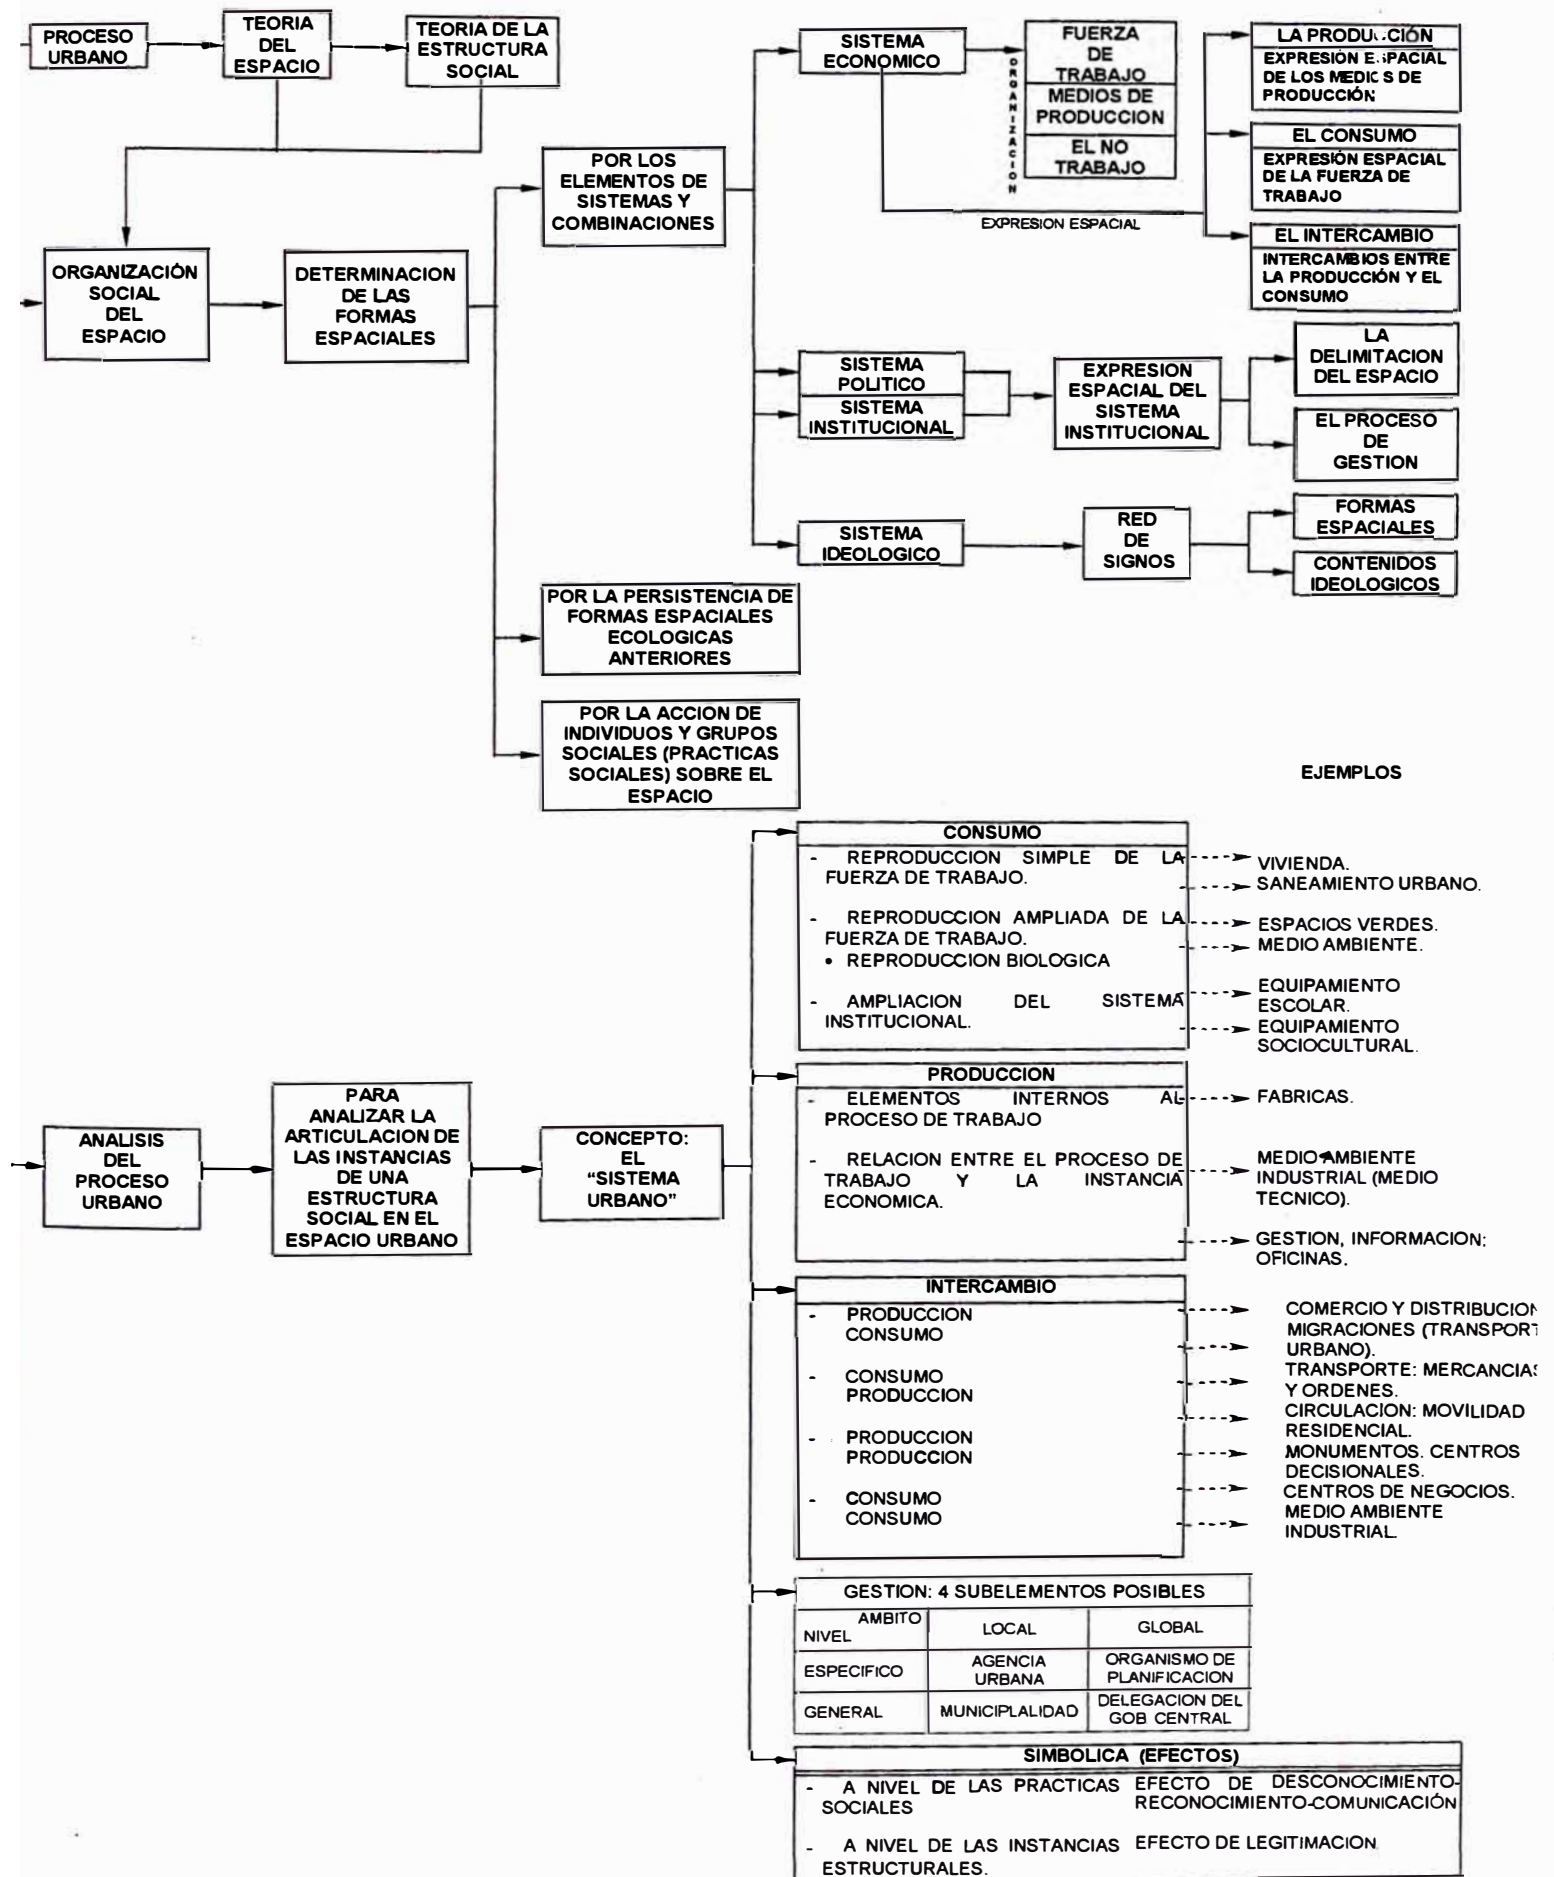 PROCESO
URBANO
TEORIA
DEL
ESPACIO
TEORIA DE LA
ESTRUCTURA
SOCIAL
ORGANIZACIÓN
SOCIAL
DEL
ESPACIO
DETERMINACION
DE LAS
FORMAS
ESPACIALES
POR LOS
ELEMENTOS DE
SISTEMAS Y
COMBINACIONES
SISTEMA
ECONOMICO
ORGANIZACION
FUERZA
DE
TRABAJO
MEDIOS DE
PRODUCCION
EL NO
TRABAJO
EXPRESION ESPACIAL
LA PRODUCCIÓN
EXPRESIÓN ESPACIAL
DE LOS MEDIOS DE
PRODUCCIÓN
EL CONSUMO
EXPRESIÓN ESPACIAL
DE LA FUERZA DE
TRABAJO
EL INTERCAMBIO
INTERCAMBIOS ENTRE
LA PRODUCCIÓN Y EL
CONSUMO
SISTEMA
POLITICO
SISTEMA
INSTITUCIONAL
EXPRESION
ESPACIAL DEL
SISTEMA
INSTITUCIONAL
LA
DELIMITACION
DEL ESPACIO
EL PROCESO
DE
GESTION
SISTEMA
IDEOLOGICO
RED
DE
SIGNOS
FORMAS
ESPACIALES
CONTENIDOS
IDEOLOGICOS
POR LA PERSISTENCIA DE
FORMAS ESPACIALES
ECOLOGICAS
ANTERIORES
POR LA ACCION DE
INDIVIDUOS Y GRUPOS
SOCIALES (PRACTICAS
SOCIALES) SOBRE EL
ESPACIO
EJEMPLOS
ANALISIS
DEL
PROCESO
URBANO
PARA
ANALIZAR LA
ARTICULACION DE
LAS INSTANCIAS
DE UNA
ESTRUCTURA
SOCIAL EN EL
ESPACIO URBANO
CONCEPTO:
EL
“SISTEMA
URBANO”
CONSUMO
- REPRODUCCION SIMPLE DE LA
FUERZA DE TRABAJO.
- REPRODUCCION AMPLIADA DE LA
FUERZA DE TRABAJO.
• REPRODUCCION BIOLOGICA
- AMPLIACION DEL SISTEMA
INSTITUCIONAL.
VIVIENDA.
SANEAMIENTO URBANO.
ESPACIOS VERDES.
MEDIO AMBIENTE.
EQUIPAMIENTO
ESCOLAR.
EQUIPAMIENTO
SOCIOCULTURAL.
PRODUCCION
- ELEMENTOS INTERNOS AL
PROCESO DE TRABAJO
- RELACION ENTRE EL PROCESO DE
TRABAJO Y LA INSTANCIA
ECONOMICA.
FABRICAS.
MEDIO AMBIENTE
INDUSTRIAL (MEDIO
TECNICO).
GESTION, INFORMACION:
OFICINAS.
INTERCAMBIO
- PRODUCCION
CONSUMO
- CONSUMO
PRODUCCION
- PRODUCCION
PRODUCCION
- CONSUMO
CONSUMO
COMERCIO Y DISTRIBUCION
MIGRACIONES (TRANSPORT
URBANO).
TRANSPORTE: MERCANCIAS
Y ORDENES.
CIRCULACION: MOVILIDAD
RESIDENCIAL.
MONUMENTOS. CENTROS
DECISIONALES.
CENTROS DE NEGOCIOS.
MEDIO AMBIENTE
INDUSTRIAL.
GESTION: 4 SUBELEMENTOS POSIBLES
AMBITO
NIVEL
LOCAL
GLOBAL
ESPECIFICO
AGENCIA
URBANA
ORGANISMO DE
PLANIFICACION
GENERAL
MUNICIPLALIDAD
DELEGACION DEL
GOB CENTRAL
SIMBOLICA (EFECTOS)
- A NIVEL DE LAS PRACTICAS EFECTO DE DESCONOCIMIENTO-
SOCIALES RECONOCIMIENTO-COMUNICACIÓN
- A NIVEL DE LAS INSTANCIAS EFECTO DE LEGITIMACION.
ESTRUCTURALES.